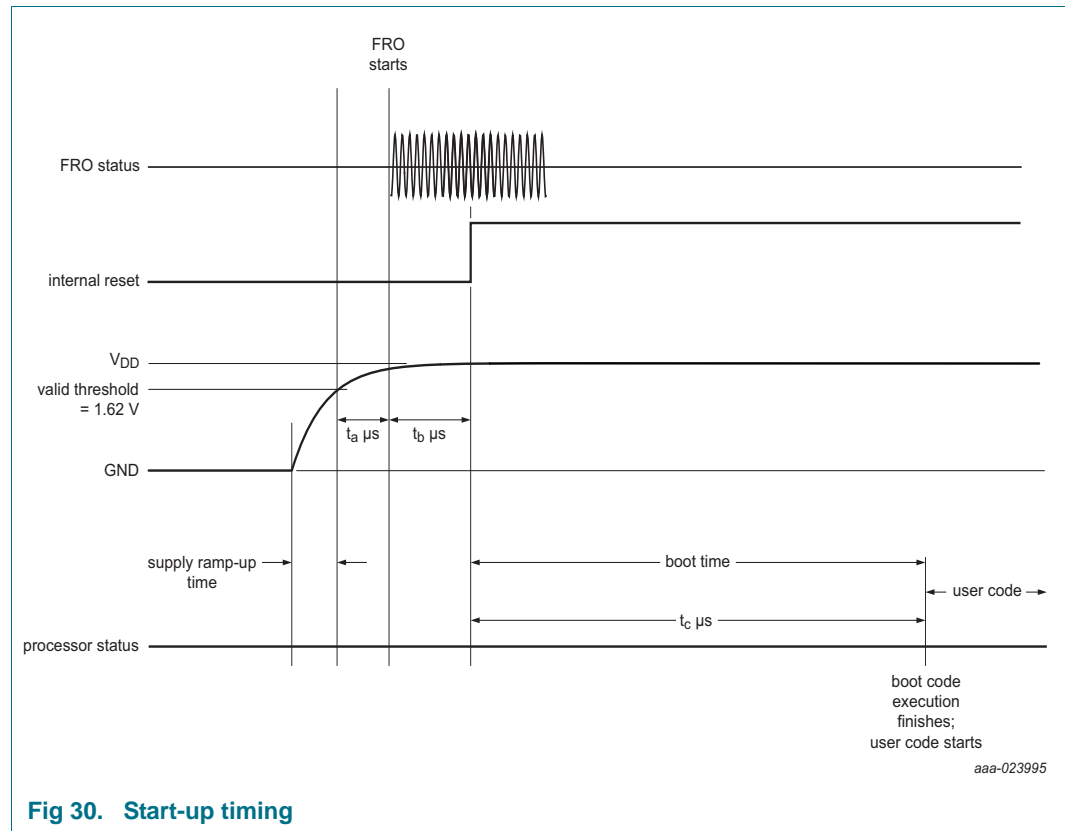 FRO
starts
FRO status
internal reset
VDD
valid threshold
= 1.62 V
ta μs
tb μs
GND
supply ramp-up
time
boot time
user code
tc μs
processor status
boot code
execution
finishes;
user code starts
aaa-023995
Fig 30. Start-up timing